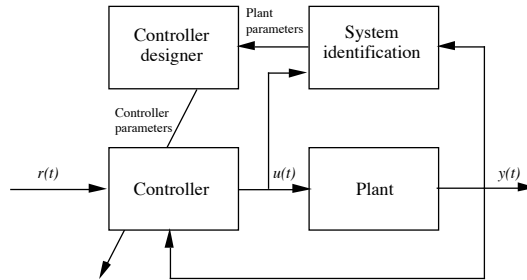 Plant
parameters
Controller
designer
System
identification
Controller
parameters
r(t)
Controller
u(t)
Plant
y(t)